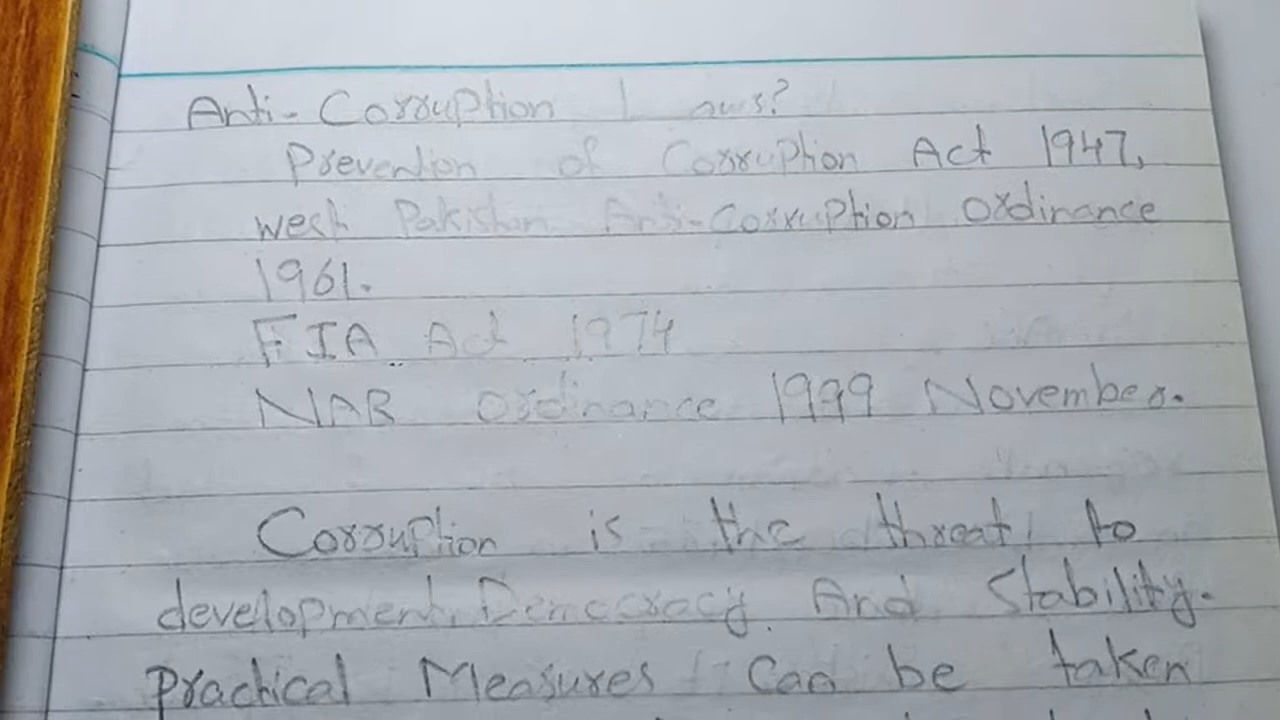 Anti-Corruption Laws?
Prevention of Corruption Act 1947,
west Pakistan Anti-Corruption Ordinance
1961.
FIA Act 1974
NAB Ordinance 1999 November.
Corruption is the threat to
development, Democracy And Stability.
Practical Measures Can be taken